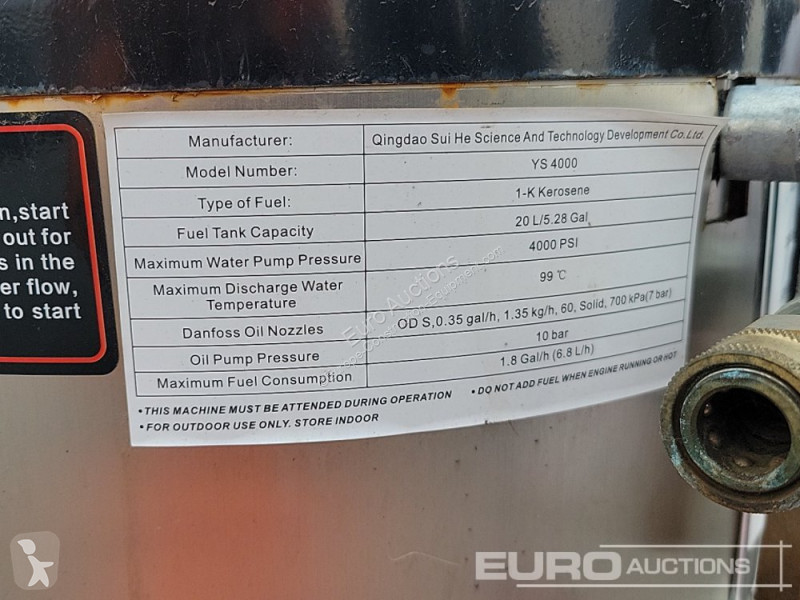 n,start
out for
s in the
er flow,
to start
Manufacturer: Qingdao Sui He Science And Technology Development Co.Ltd.
Model Number: YS 4000
Type of Fuel: 1-K Kerosene
Fuel Tank Capacity 20 L/5.28 Gal
Maximum Water Pump Pressure 4000 PSI
Maximum Discharge Water
Temperature 99 ℃
Danfoss Oil Nozzles OD S,0.35 gal/h, 1.35 kg/h, 60, Solid, 700 kPa(7 bar)
Oil Pump Pressure 10 bar
Maximum Fuel Consumption 1.8 Gal/h (6.8 L/h)
• THIS MACHINE MUST BE ATTENDED DURING OPERATION • DO NOT ADD FUEL WHEN ENGINE RUNNING OR HOT
• FOR OUTDOOR USE ONLY. STORE INDOOR
Euro Auctions
EURO AUCTIONS